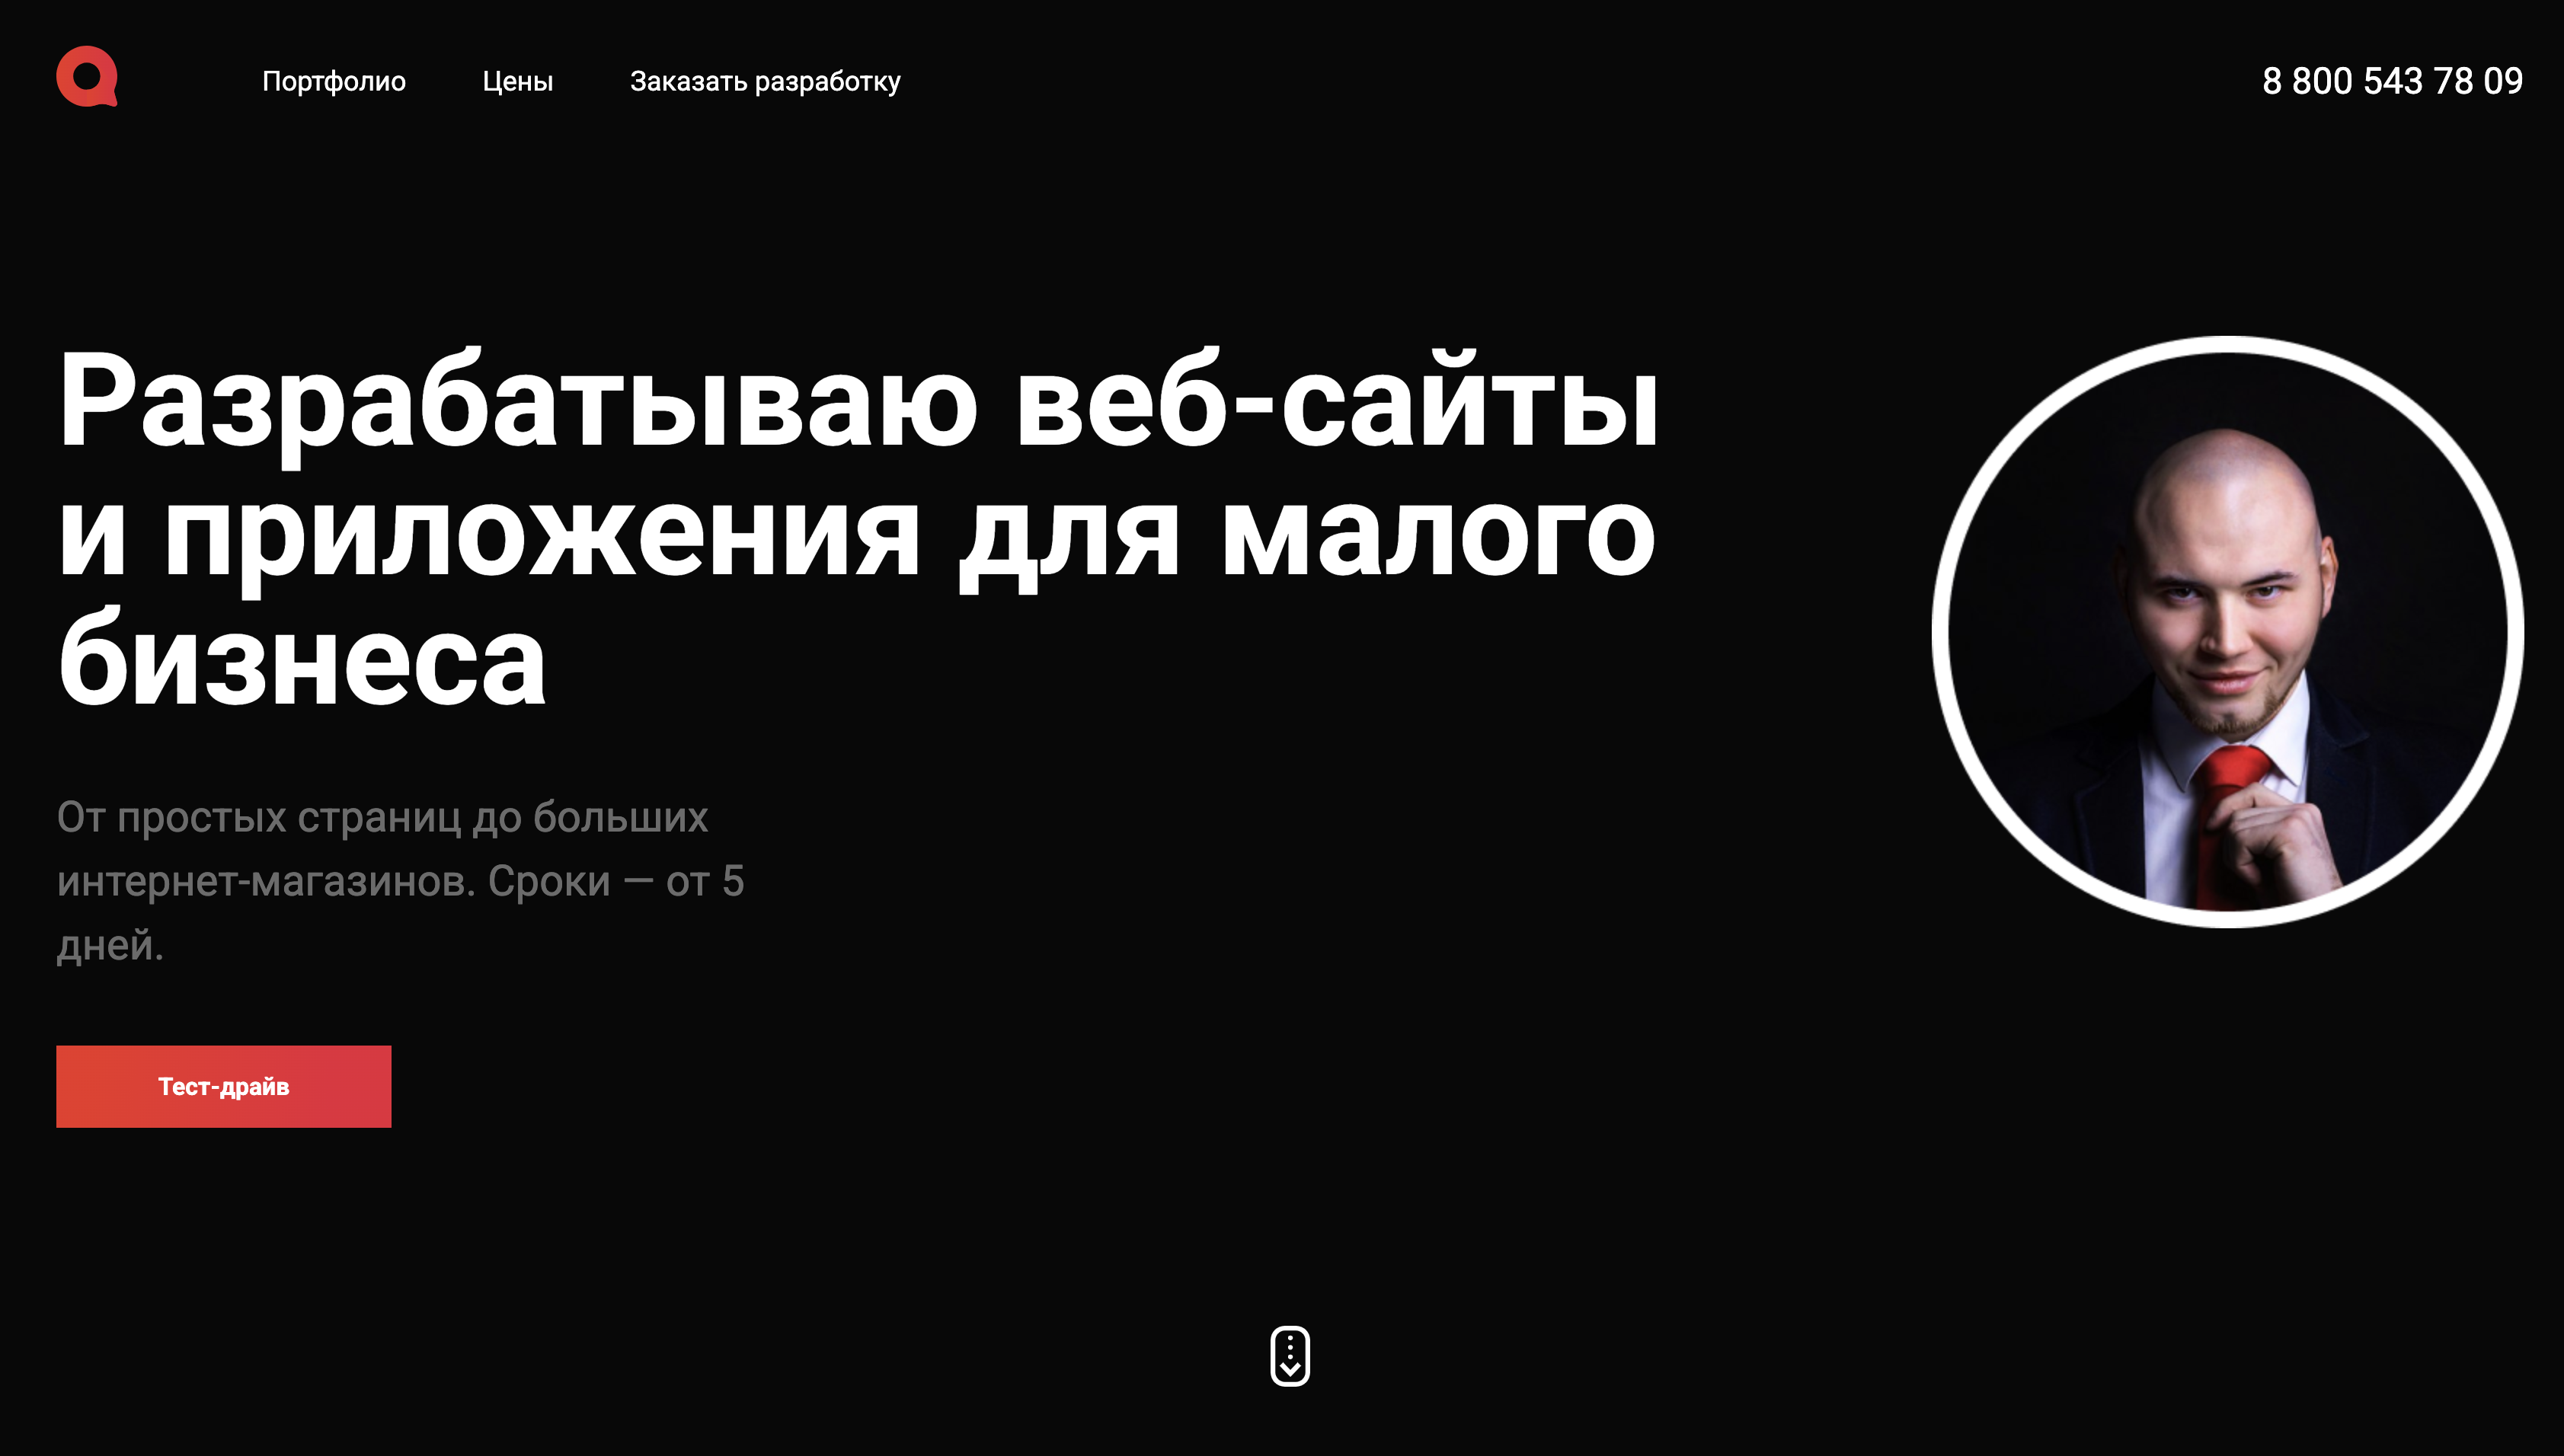 Портфолио Цены Заказать разработку 8 800 543 78 09
Разрабатываю веб-сайты
и приложения для малого
бизнеса
От простых страниц до больших
интернет-магазинов. Сроки — от 5
дней.
Тест-драйв